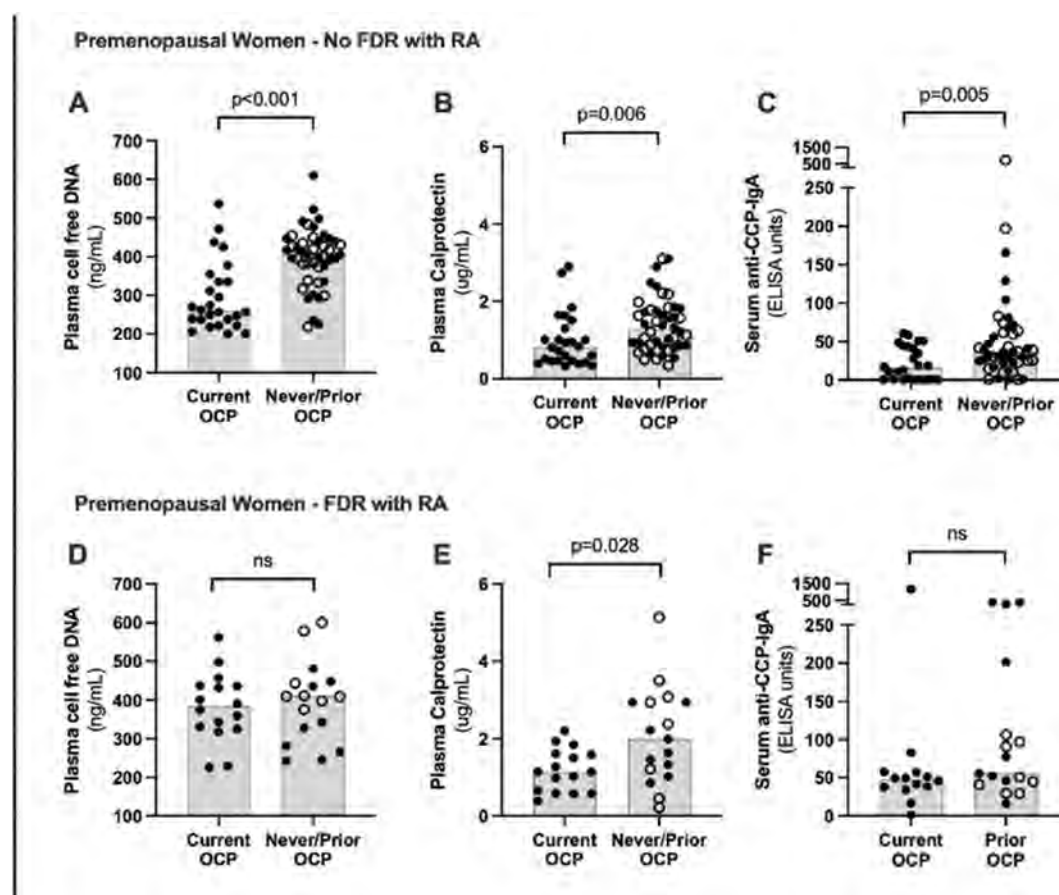 Premenopausal Women - No FDR with RA
A
p<0.001
Plasma cell free DNA
(ng/mL)
700
600
500
400
300
200
100
Current
OCP
Never/Prior
OCP
B
p=0.006
Plasma Calprotectin
(ug/mL)
6
4
2
0
Current
OCP
Never/Prior
OCP
C
p=0.005
Serum anti-CCP-IgA
(ELISA units)
1500
500
250
200
150
100
50
0
Current
OCP
Never/Prior
OCP
Premenopausal Women - FDR with RA
D
ns
Plasma cell free DNA
(ng/mL)
700
600
500
400
300
200
100
Current
OCP
Never/Prior
OCP
E
p=0.028
Plasma Calprotectin
(ug/mL)
6
4
2
0
Current
OCP
Never/Prior
OCP
F
ns
Serum anti-CCP-IgA
(ELISA units)
1500
500
250
200
150
100
50
0
Current
OCP
Prior
OCP